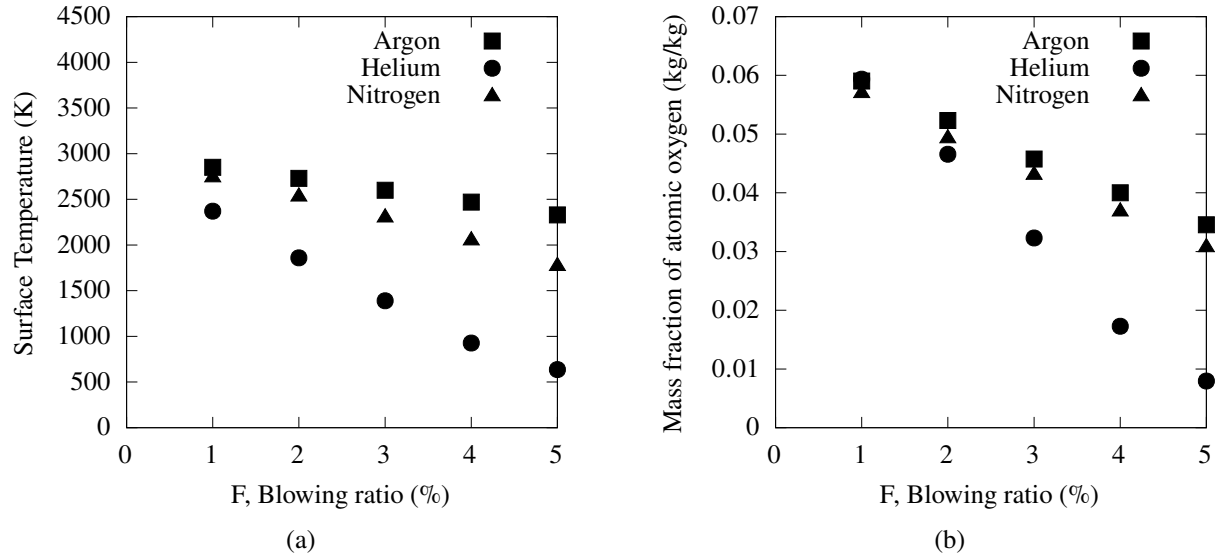 4500
4000
3500
3000
2500
2000
1500
1000
500
0
Surface Temperature (K)
Argon
Helium
Nitrogen
0 1 2 3 4 5
F, Blowing ratio (%)
(a)
0.07
0.06
0.05
0.04
0.03
0.02
0.01
0
Mass fraction of atomic oxygen (kg/kg)
Argon
Helium
Nitrogen
0 1 2 3 4 5
F, Blowing ratio (%)
(b)